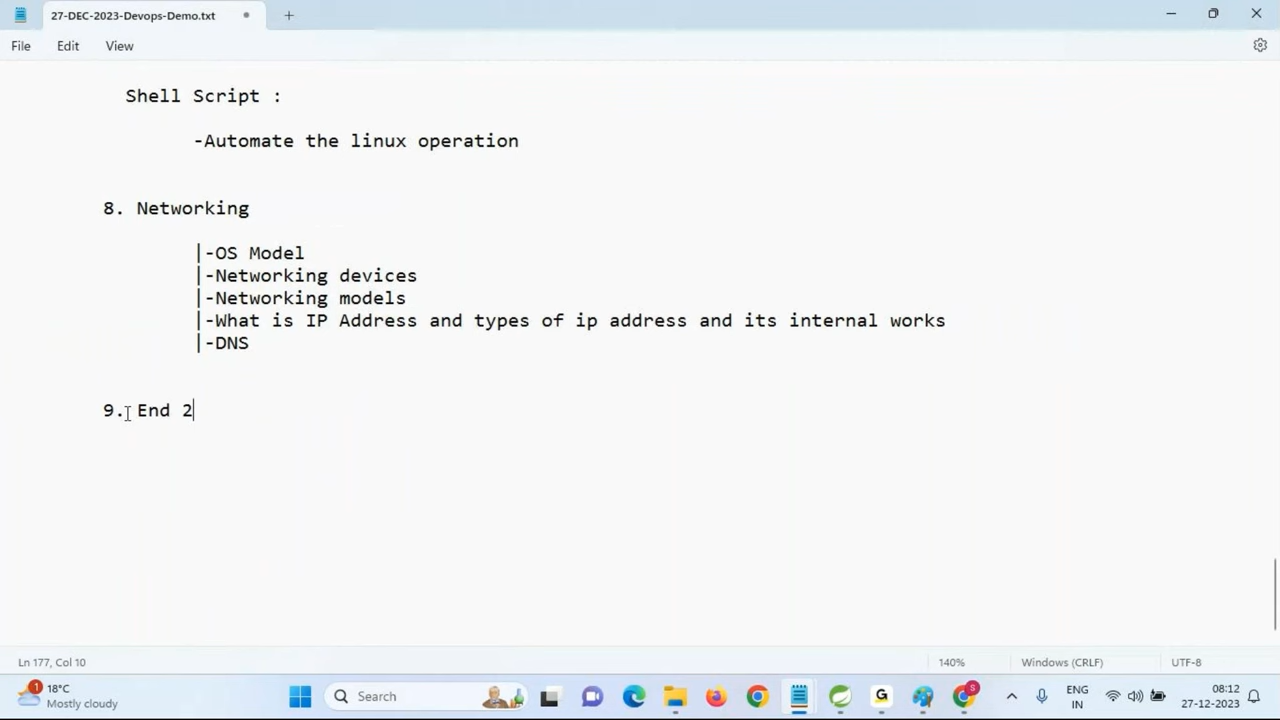 27-DEC-2023-Devops-Demo.txt
File Edit View
Shell Script :
-Automate the linux operation
8. Networking
|-OS Model
|-Networking devices
|-Networking models
|-What is IP Address and types of ip address and its internal works
|-DNS
9. End 2
Ln 177, Col 10 140% Windows (CRLF) UTF-8
1
18°C
Mostly cloudy
Search
G
S
ENG
IN
08:12
27-12-2023